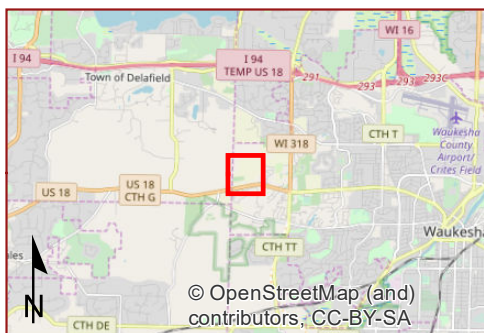 WI 16
I 94
I 94
TEMP US 18
291
293
293C
Town of Delafield
CTH T
Waukesha
County
Airport/
Crites Field
WI 318
US 18
US 18
CTH G
Waukesha
CTH TT
les
N
CTH DE
© OpenStreetMap (and)
contributors, CC-BY-SA